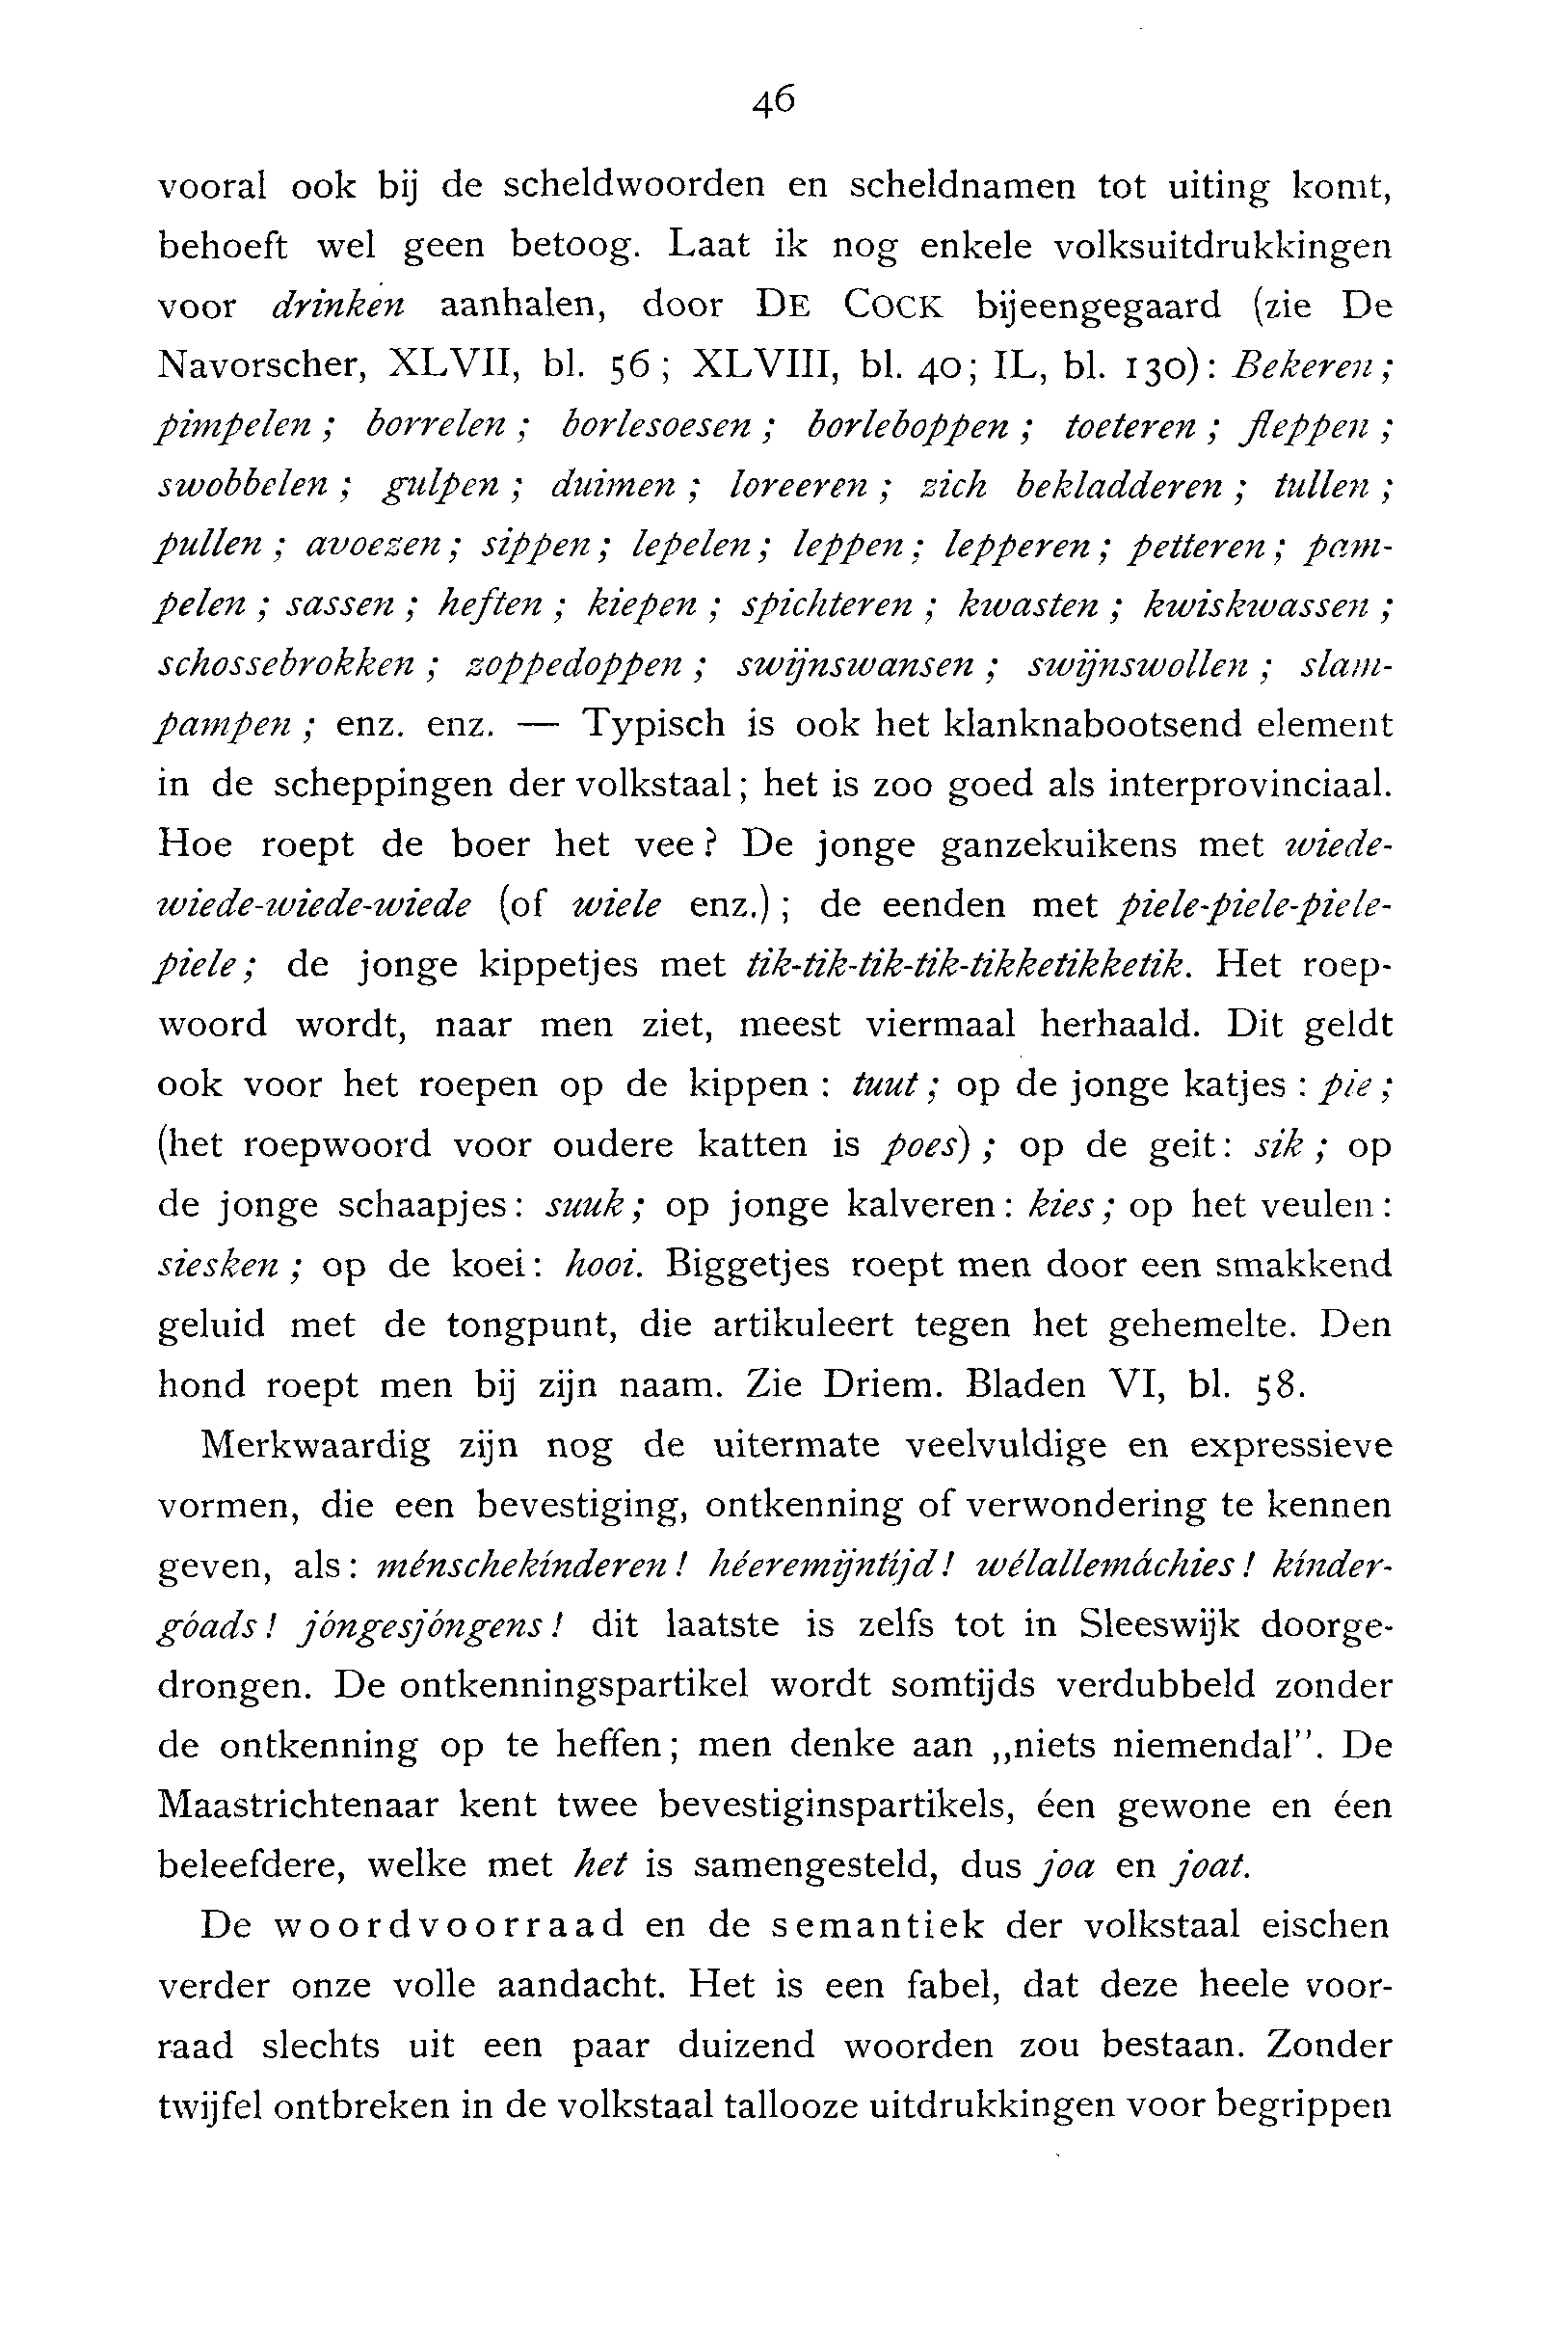 46
vooral ook bij de scheldwoorden en scheldnamen tot uiting komt,
behoeft wel geen betoog. Laat ik nog enkele volksuitdrukkingen
voor drinken aanhalen, door DE COCK bijeengegaard (zie De
Navorscher, XLVII, bl. 56; XLVIII, bl. 40; IL, bl. 130): Bekeren;
pimpelen; borrelen; borlesoesen; borleboppen; toeteren; fleppen;
swobbelen; gulpen; duimen; loreeren; zich bekladderen; tullen;
pullen; avoezen; sippen; lepelen; leppen; lepperen; petteren; pam-
pelen; sassen; heften; kiepen; spichteren; kwasten; kwiskwassen;
schossebrokken; zoppedoppen; swijnswansen; swijnswollen; slam-
pampen; enz. enz. — Typisch is ook het klanknabootsend element
in de scheppingen der volkstaal; het is zoo goed als interprovinciaal.
Hoe roept de boer het vee? De jonge ganzekuikens met wiede-
wiede-wiede-wiede (of wiele enz.); de eenden met piele-piele-piele-
piele; de jonge kippetjes met tik-tik-tik-tik-tikketikketik. Het roep-
woord wordt, naar men ziet, meest viermaal herhaald. Dit geldt
ook voor het roepen op de kippen: tuut; op de jonge katjes: pie;
(het roepwoord voor oudere katten is poes); op de geit: sik; op
de jonge schaapjes: suuk; op jonge kalveren: kies; op het veulen:
siesken; op de koei: hooi. Biggetjes roept men door een smakkend
geluid met de tongpunt, die artikuleert tegen het gehemelte. Den
hond roept men bij zijn naam. Zie Driem. Bladen VI, bl. 58.
Merkwaardig zijn nog de uitermate veelvuldige en expressieve
vormen, die een bevestiging, ontkenning of verwondering te kennen
geven, als: ménschekínderen! héeremijntíjd! wélallemáchies! kínder-
góads! jóngesjóngens! dit laatste is zelfs tot in Sleeswijk doorge-
drongen. De ontkenningspartikel wordt somtijds verdubbeld zonder
de ontkenning op te heffen; men denke aan „niets niemendal”. De
Maastrichtenaar kent twee bevestiginspartikels, éen gewone en éen
beleefdere, welke met het is samengesteld, dus joa en joat.
De woordvoorraad en de semantiek der volkstaal eischen
verder onze volle aandacht. Het is een fabel, dat deze heele voor-
raad slechts uit een paar duizend woorden zou bestaan. Zonder
twijfel ontbreken in de volkstaal tallooze uitdrukkingen voor begrippen